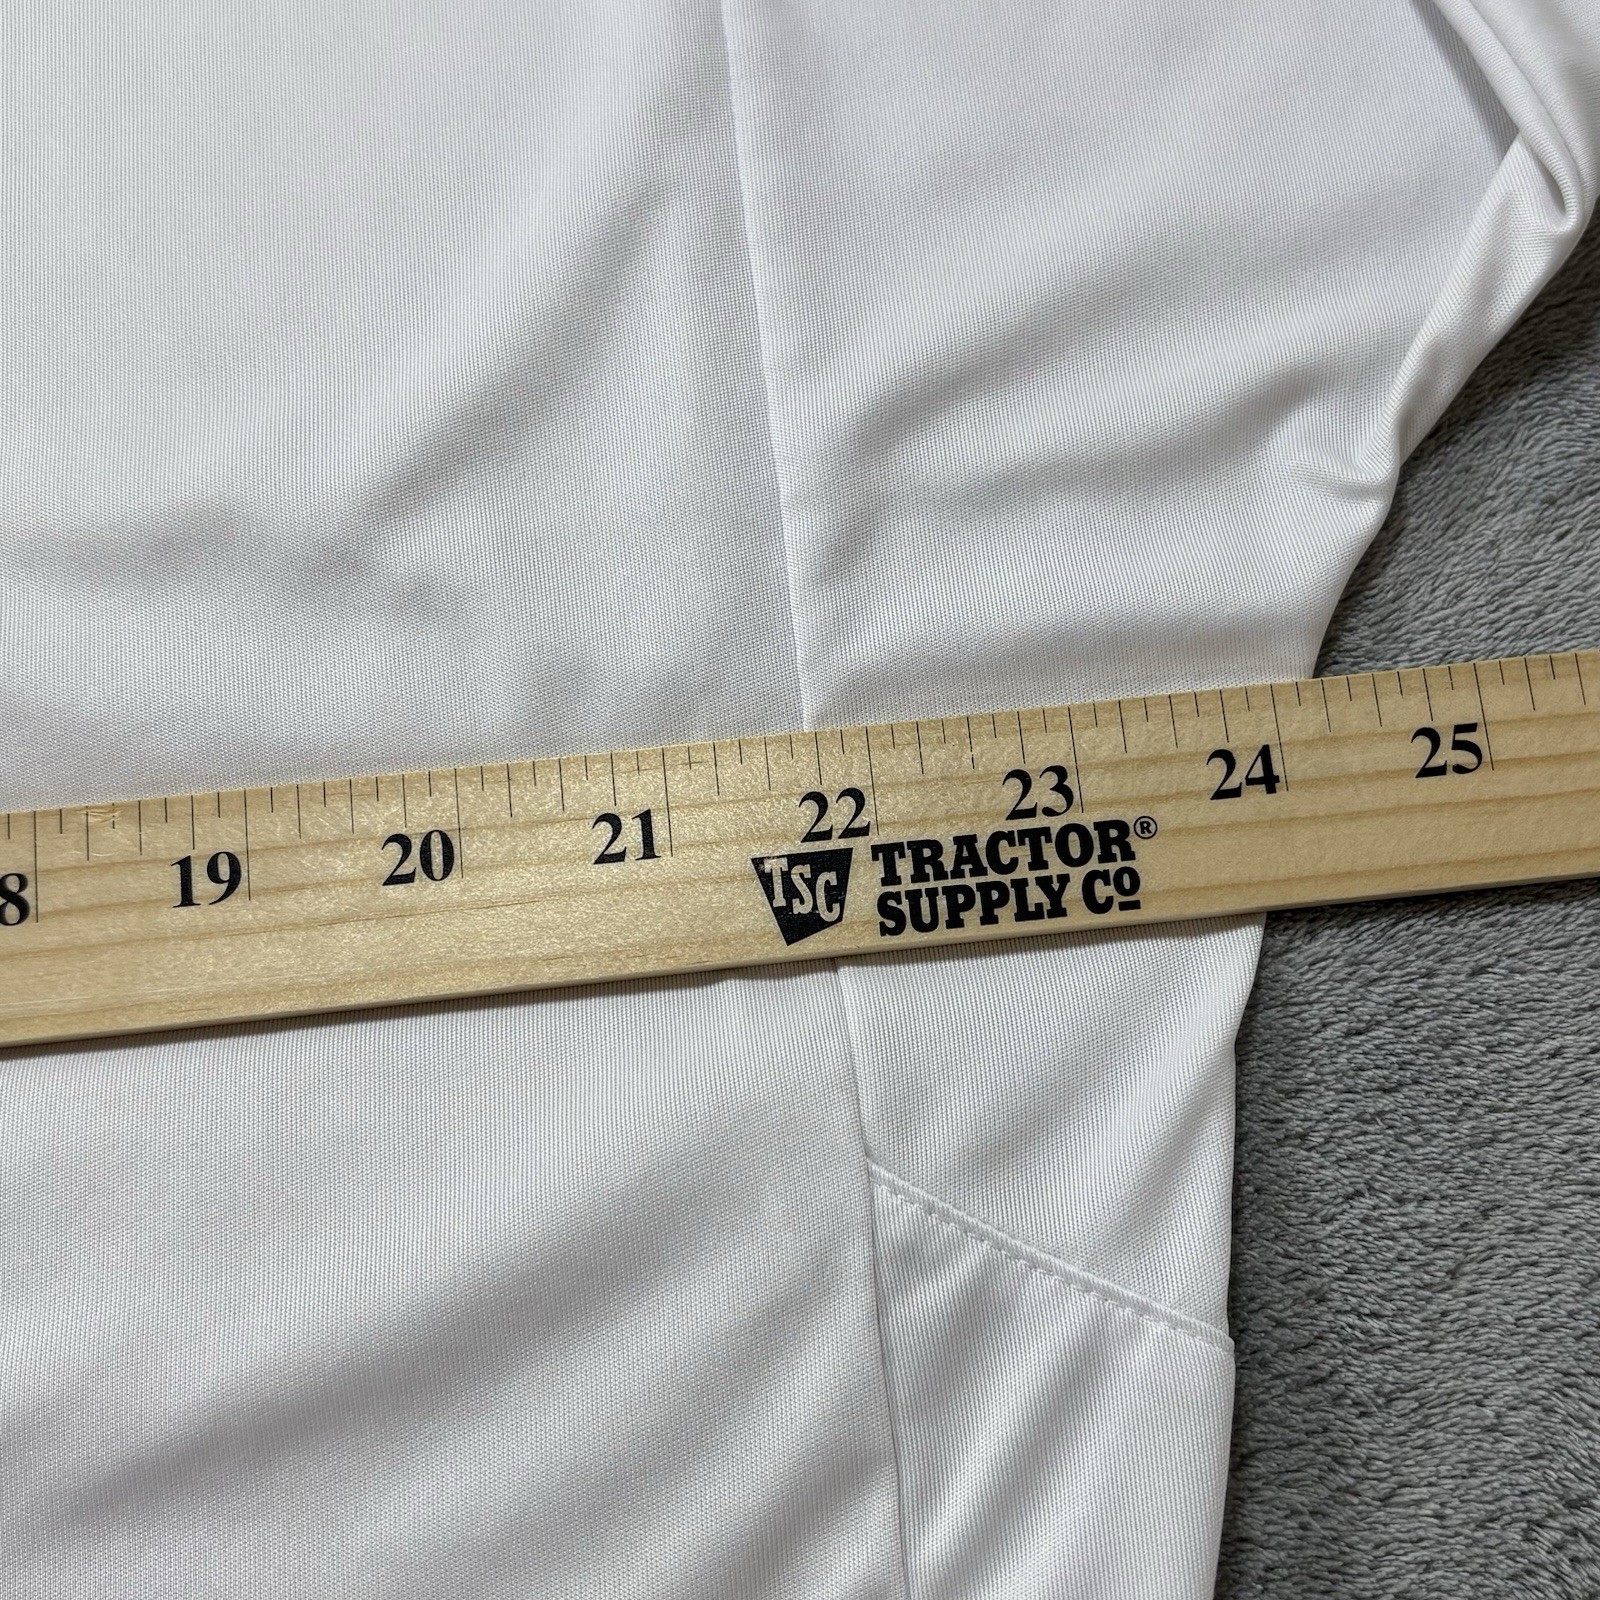 8 19 20 21 22 23 24 25
TSC TRACTOR®
SUPPLY Co